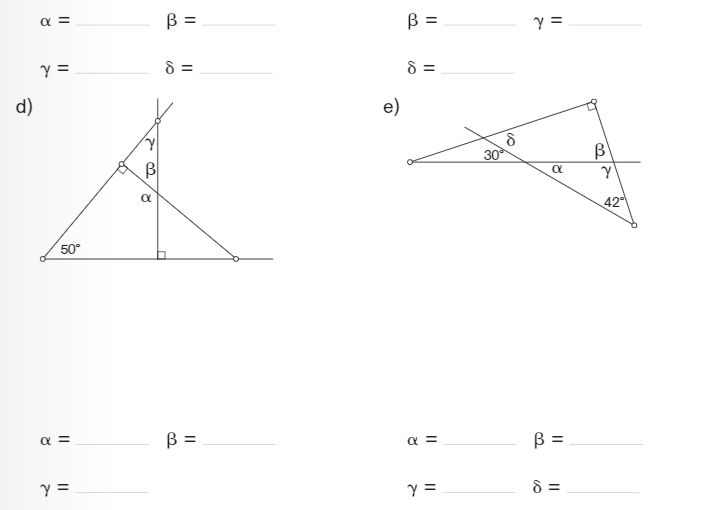 α = β = β = γ =
γ = δ = δ =
d) e)
γ
β
α
50°
δ
30°
β
α
γ
42°
α = β = α = β =
γ = γ = δ =